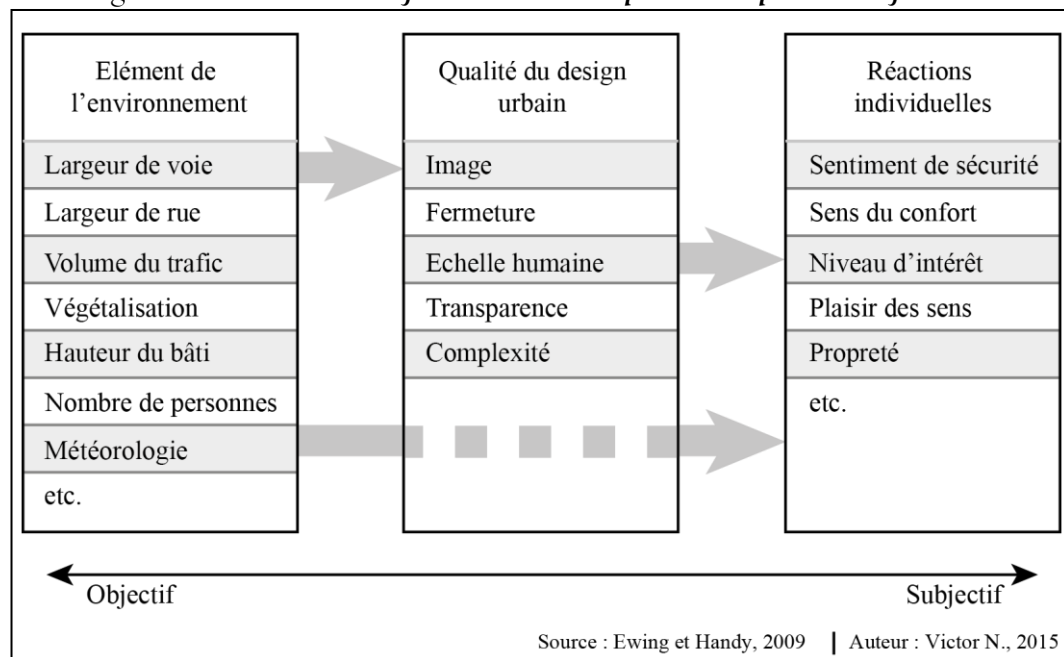 Elément de
l'environnement
Largeur de voie
Largeur de rue
Volume du trafic
Végétalisation
Hauteur du bâti
Nombre de personnes
Météorologie
etc.
Qualité du design
urbain
Image
Fermeture
Echelle humaine
Transparence
Complexité
Réactions
individuelles
Sentiment de sécurité
Sens du confort
Niveau d'intérêt
Plaisir des sens
Propreté
etc.
Objectif
Subjectif
Source : Ewing et Handy, 2009 | Auteur : Victor N., 2015